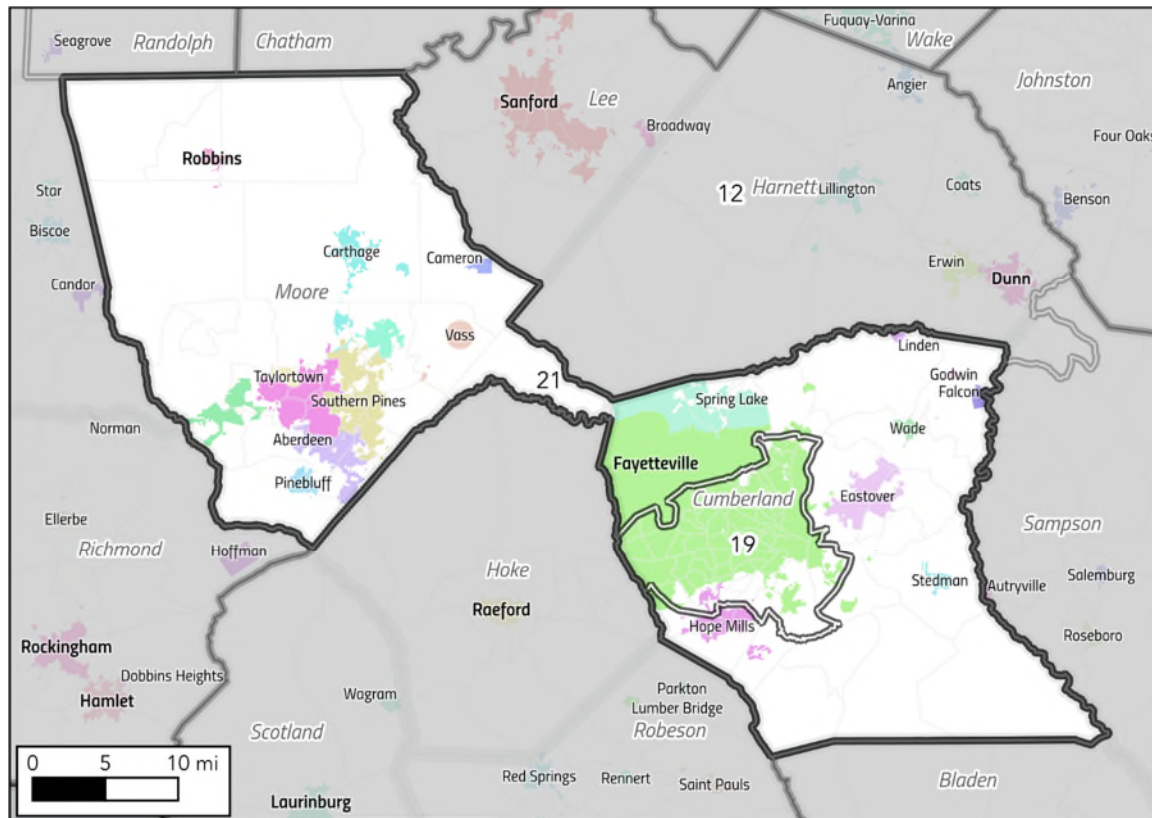 Fuquay-Varina
Seagrove
Randolph
Chatham
Wake
Johnston
Angier
Sanford
Lee
Broadway
Four Oaks
Robbins
Star
12
Harnett
Lillington
Coats
Benson
Biscoe
Carthage
Cameron
Erwin
Dunn
Candor
Moore
Vass
Linden
Taylortown
21
Godwin
Falcon
Southern Pines
Spring Lake
Norman
Wade
Aberdeen
Fayetteville
Pinebluff
Cumberland
Eastover
Ellerbe
Sampson
Richmond
Hoffman
19
Hoke
Stedman
Autryville
Salemburg
Raeford
Hope Mills
Roseboro
Rockingham
Dobbins Heights
Hamlet
Wagram
Parkton
Lumber Bridge
Scotland
Robeson
0 5 10 mi
Red Springs
Rennert
Saint Pauls
Bladen
Laurinburg